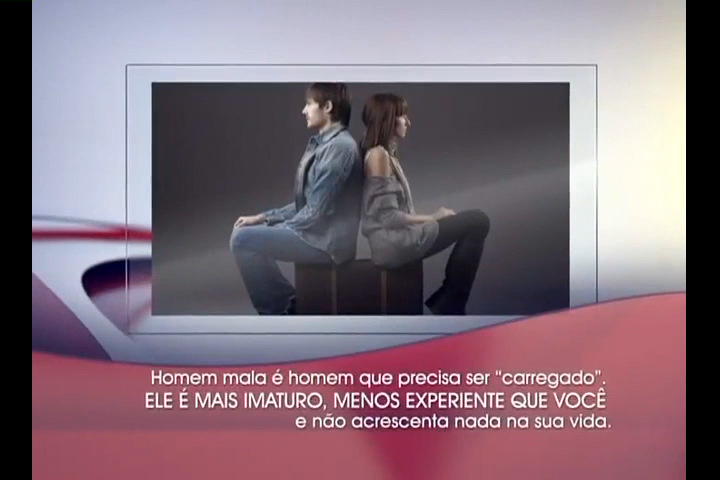 Homem mala é homem que precisa ser “carregado”.
ELE É MAIS IMATURO, MENOS EXPERIENTE QUE VOCÊ
e não acrescenta nada na sua vida.